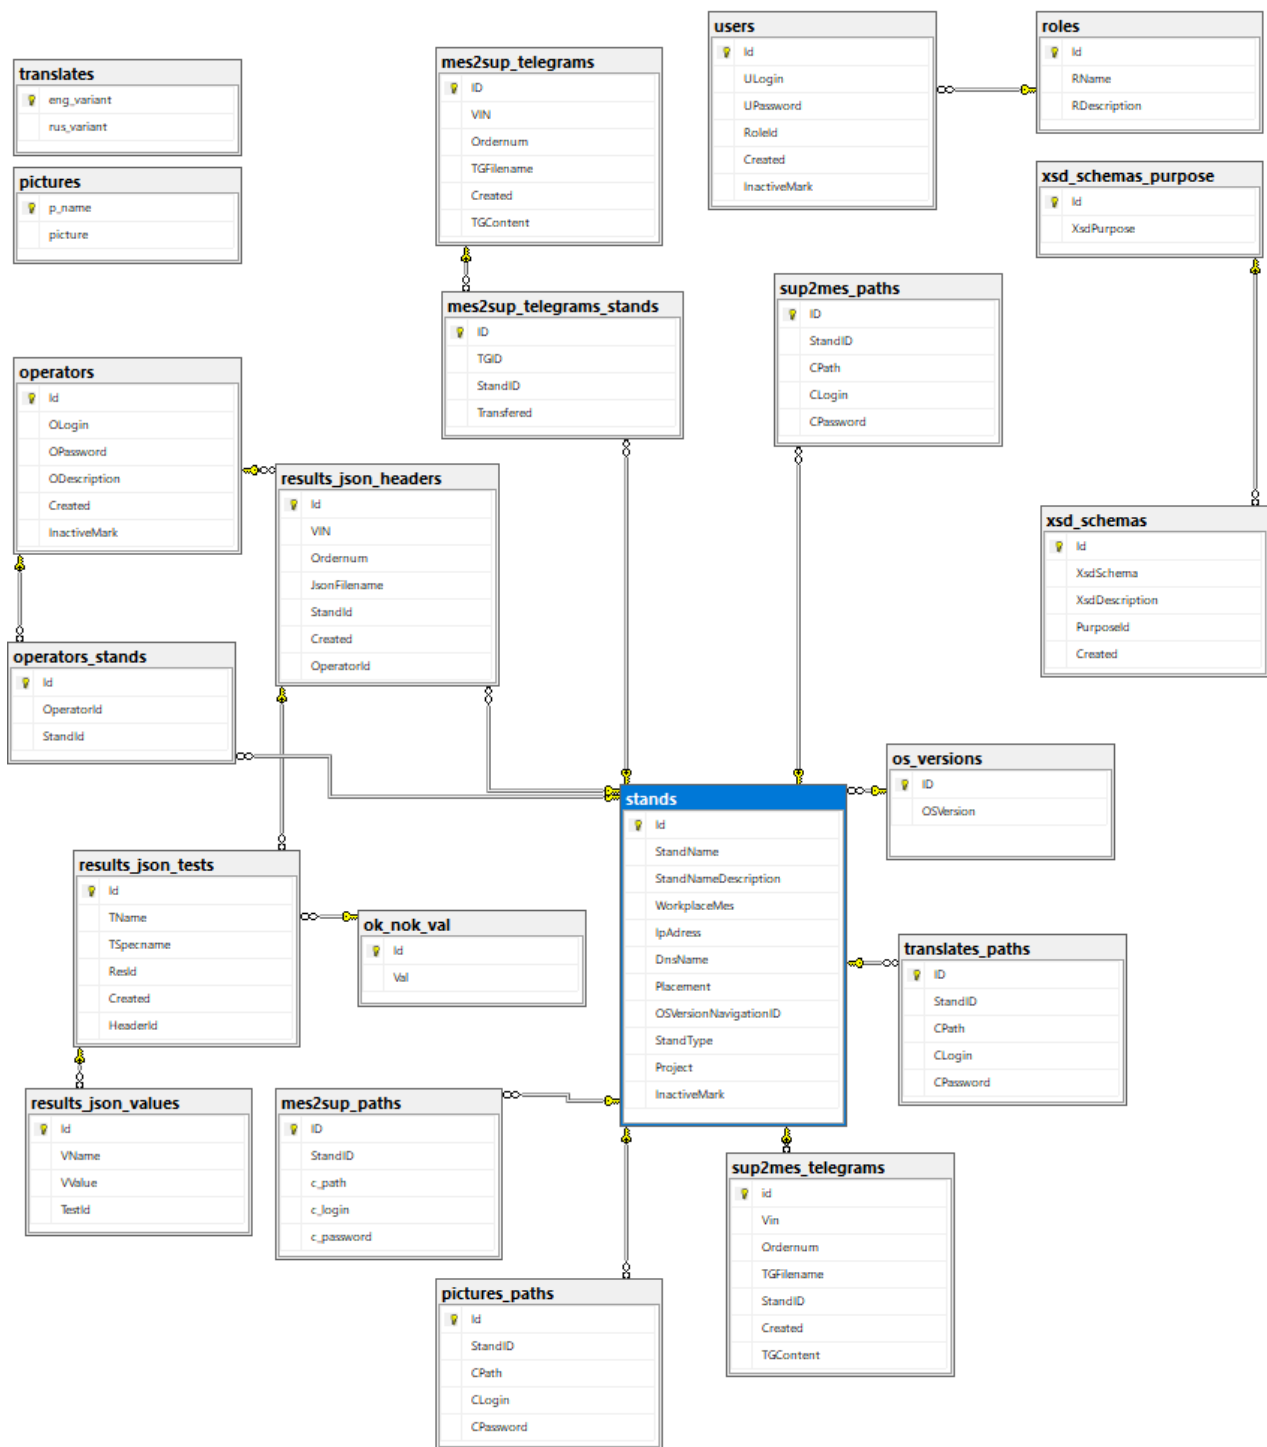 translates
eng_variant
rus_variant
pictures
p_name
picture
mes2sup_telegrams
ID
VIN
Ordernum
TGFilename
Created
TGContent
users
Id
ULogin
UPassword
RoleId
Created
InactiveMark
roles
Id
RName
RDescription
xsd_schemas_purpose
Id
XsdPurpose
mes2sup_telegrams_stands
ID
TGID
StandID
Transfered
sup2mes_paths
ID
StandID
CPath
CLogin
CPassword
operators
Id
OLogin
OPassword
ODescription
Created
InactiveMark
results_json_headers
Id
VIN
Ordernum
JsonFilename
StandId
Created
OperatorId
xsd_schemas
Id
XsdSchema
XsdDescription
PurposeId
Created
operators_stands
Id
OperatorId
StandId
os_versions
ID
OSVersion
stands
Id
StandName
StandNameDescription
WorkplaceMes
IpAdress
DnsName
Placement
OSVersionNavigationID
StandType
Project
InactiveMark
results_json_tests
Id
TName
TSpecname
ResId
Created
HeaderId
ok_nok_val
Id
Val
translates_paths
ID
StandID
CPath
CLogin
CPassword
results_json_values
Id
VName
VValue
TestId
mes2sup_paths
ID
StandID
c_path
c_login
c_password
sup2mes_telegrams
id
Vin
Ordernum
TGFilename
StandID
Created
TGContent
pictures_paths
Id
StandID
CPath
CLogin
CPassword